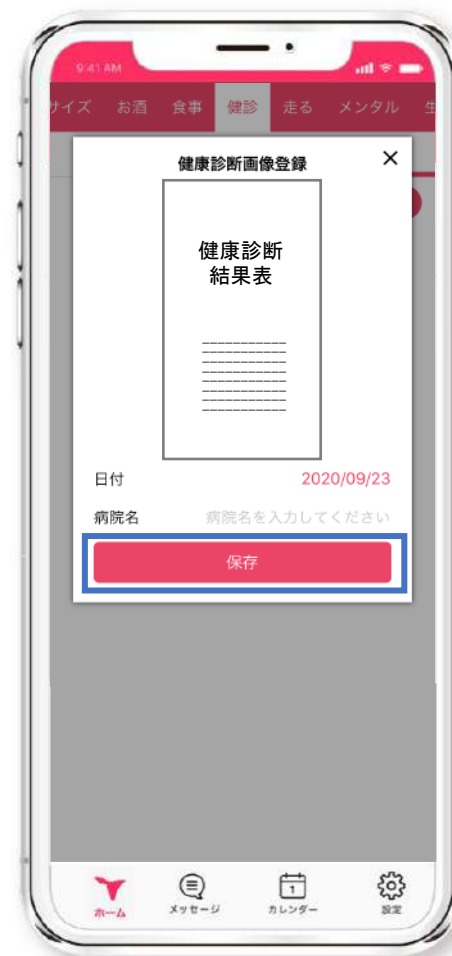 9:41 AM
サイズ お酒 食事 健診 走る メンタル 生
健康診断画像登録 ×
健康診断
結果表
日付 2020/09/23
病院名 病院名を入力してください
保存
1
ホーム メッセージ カレンダー 設定